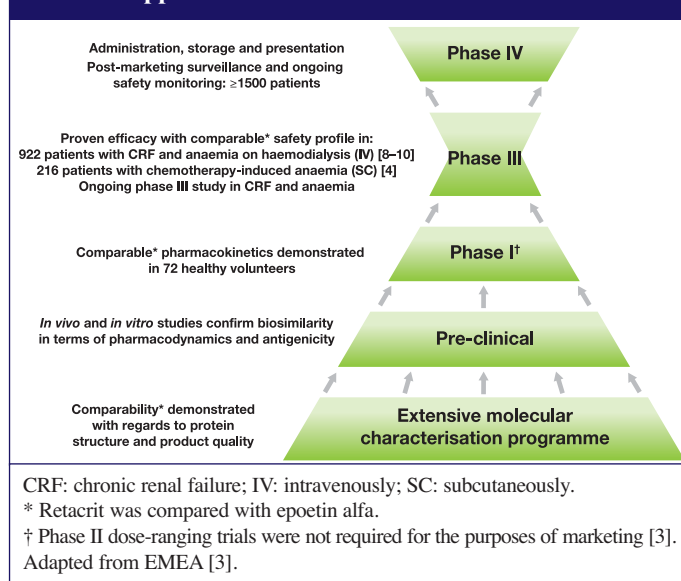 Administration, storage and presentation
Post-marketing surveillance and ongoing
safety monitoring: ≥1500 patients
Phase IV
Proven efficacy with comparable* safety profile in:
922 patients with CRF and anaemia on haemodialysis (IV) [8–10]
216 patients with chemotherapy-induced anaemia (SC) [4]
Ongoing phase III study in CRF and anaemia
Phase III
Comparable* pharmacokinetics demonstrated
in 72 healthy volunteers
Phase I†
In vivo and in vitro studies confirm biosimilarity
in terms of pharmacodynamics and antigenicity
Pre-clinical
Comparability* demonstrated
with regards to protein
structure and product quality
Extensive molecular
characterisation programme
CRF: chronic renal failure; IV: intravenously; SC: subcutaneously.
* Retacrit was compared with epoetin alfa.
† Phase II dose-ranging trials were not required for the purposes of marketing [3].
Adapted from EMEA [3].